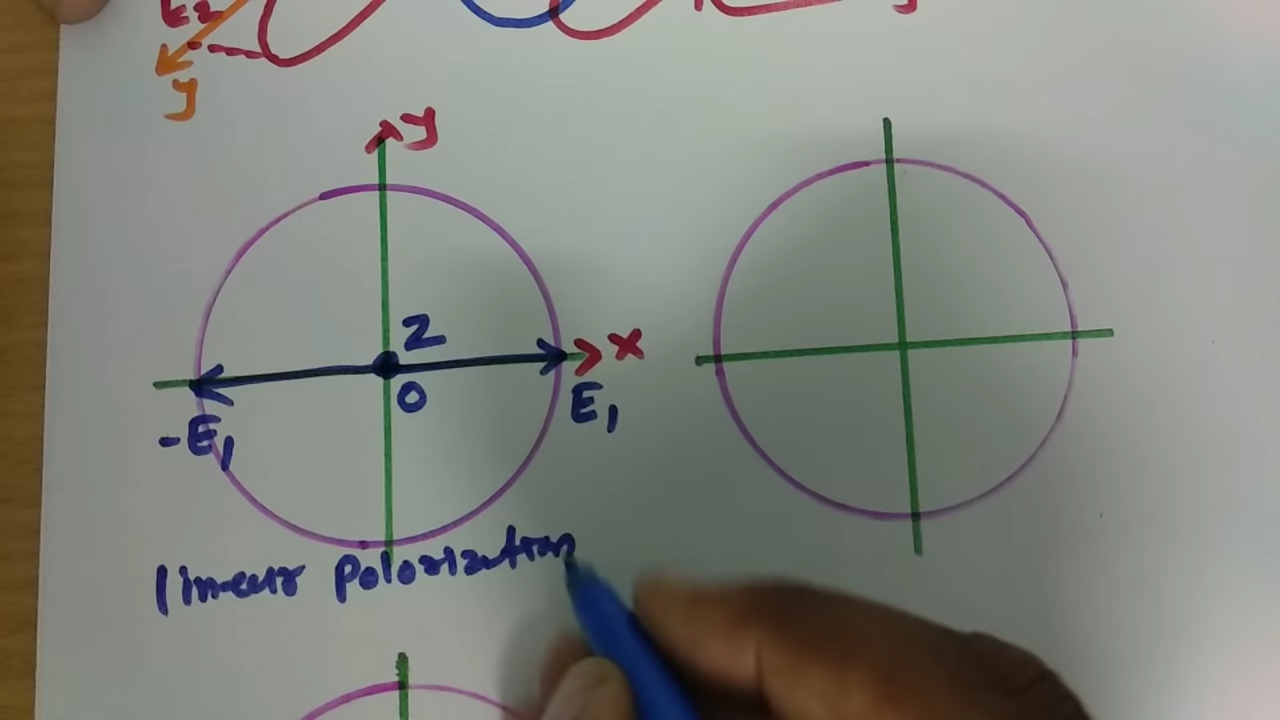 y
y
Z
x
O
E₁
-E₁
linear polarization